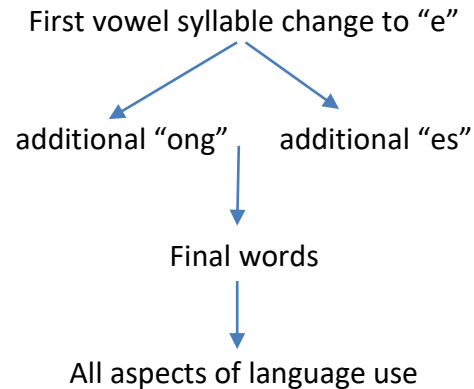 First vowel syllable change to “e”
additional “ong” additional “es”
Final words
All aspects of language use